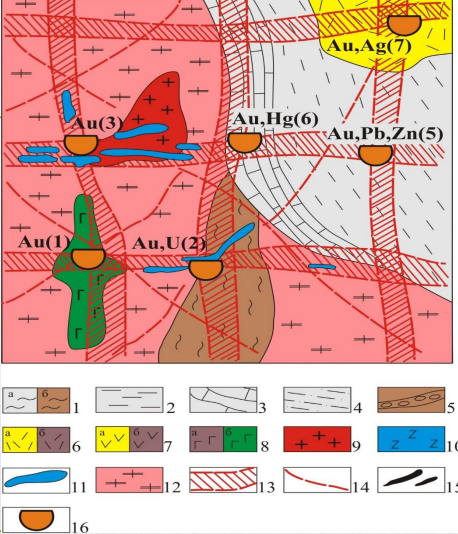 Au,Ag(7)
Au(3)
Au,Hg(6)
Au,Pb,Zn(5)
Au(1)
Au,U(2)
а б 1 2 3 4 5
а б 6 а б 7 а б 8 9 z z z 10
11 12 13 14 15
16